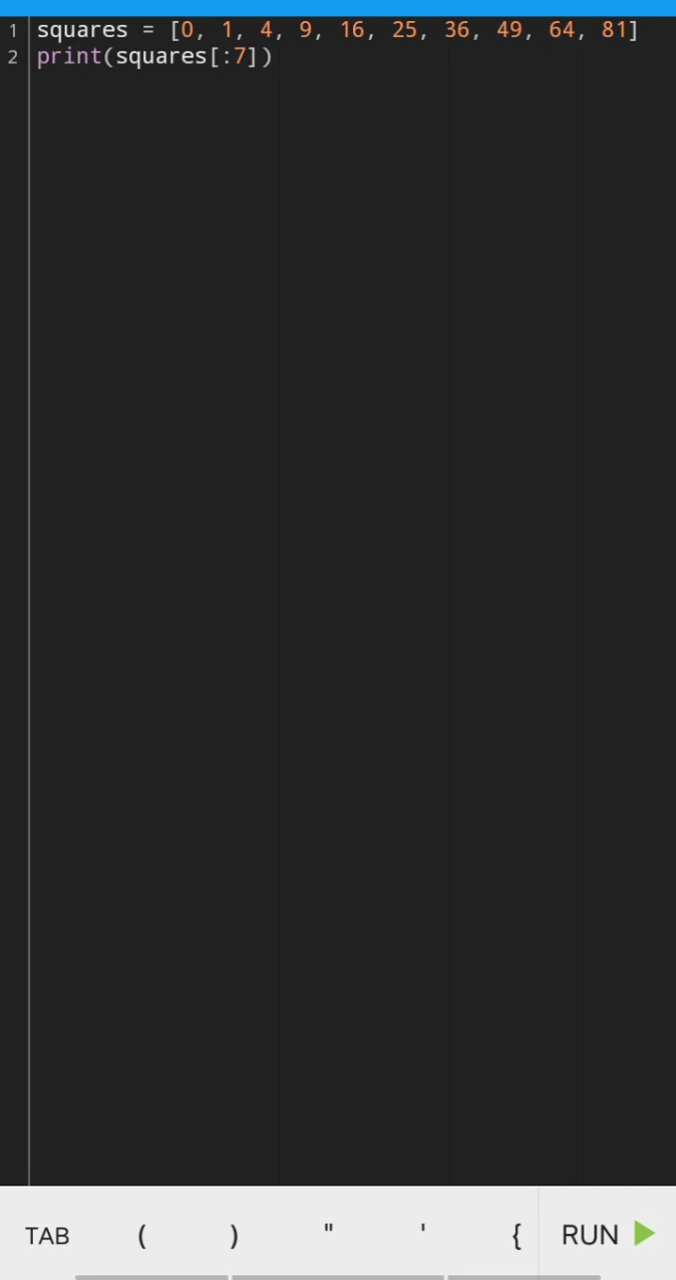 1 squares = [0, 1, 4, 9, 16, 25, 36, 49, 64, 81]
2 print(squares[:7])
TAB ( ) " ' { RUN